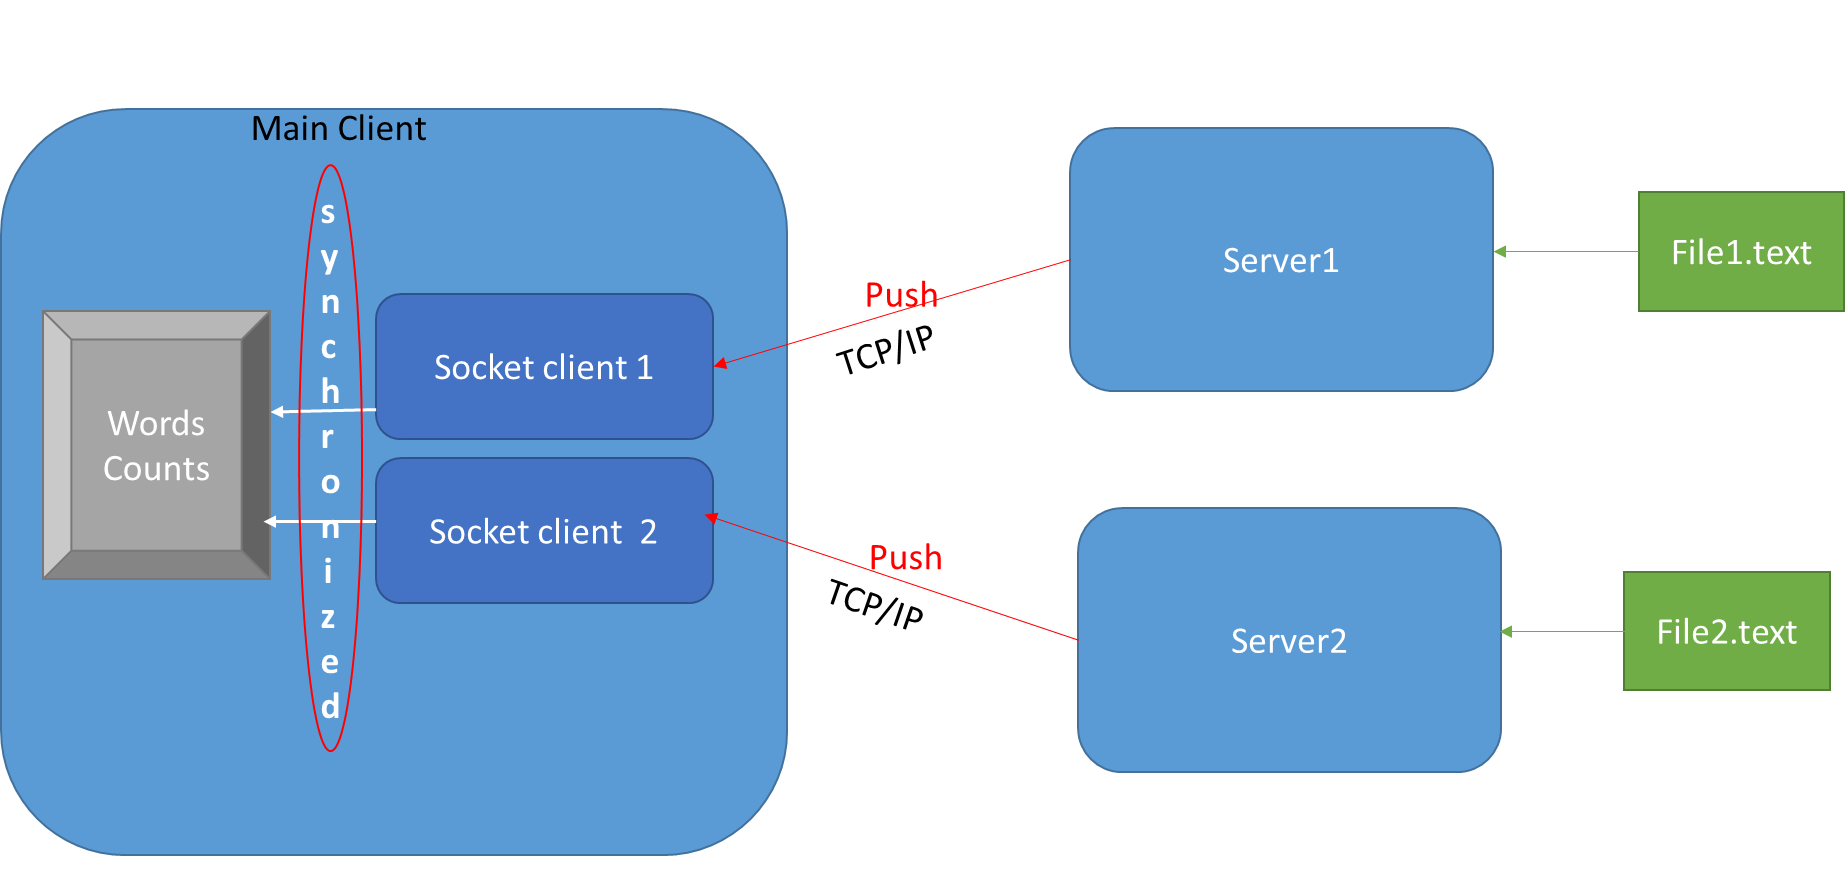 Main Client
synchronized
Words
Counts
Socket client 1
Socket client  2
Push
TCP/IP
Push
TCP/IP
Server1
Server2
File1.text
File2.text